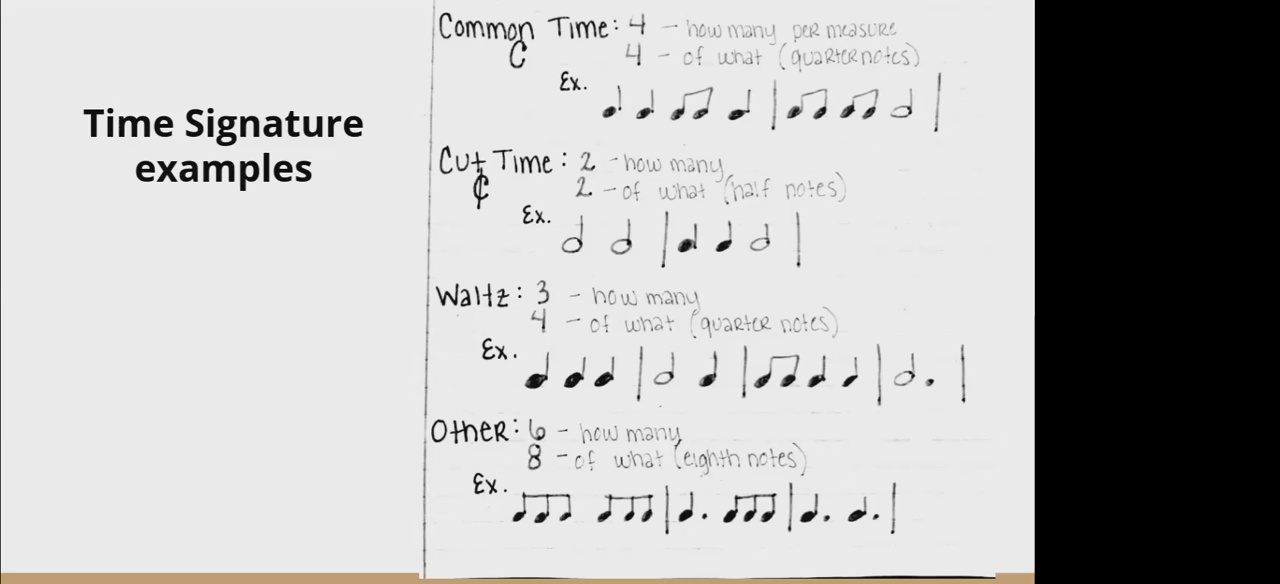 Time Signature
examples
Common Time: 4 - how many per measure
C 4 - of what (quarter notes)
Ex.
Cut Time: 2 - how many
¢ 2 - of what (half notes)
Ex.
Waltz: 3 - how many
4 - of what (quarter notes)
Ex.
Other: 6 - how many
8 - of what (eighth notes)
Ex.